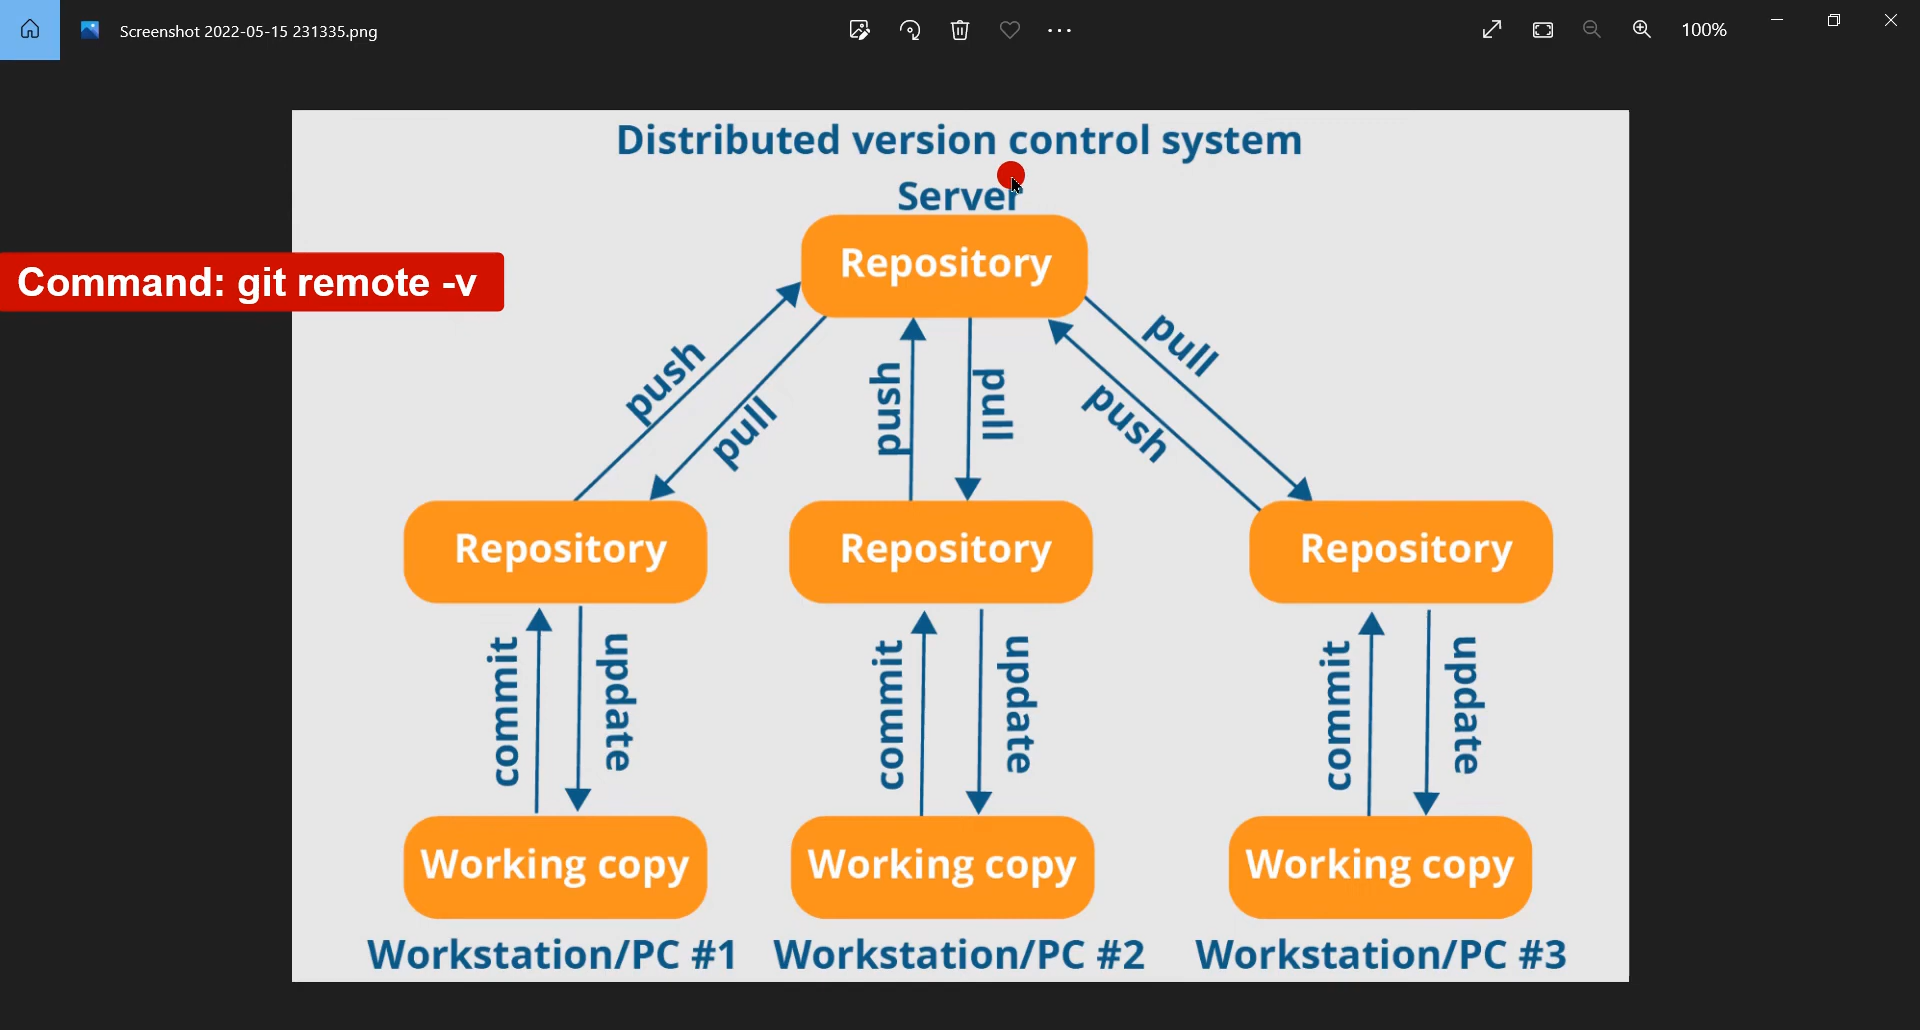 Screenshot 2022-05-15 231335.png
100%
Distributed version control system
Server
Repository
Command: git remote -v
push
pull
push
pull
push
pull
Repository
Repository
Repository
commit
update
commit
update
commit
update
Working copy
Working copy
Working copy
Workstation/PC #1
Workstation/PC #2
Workstation/PC #3